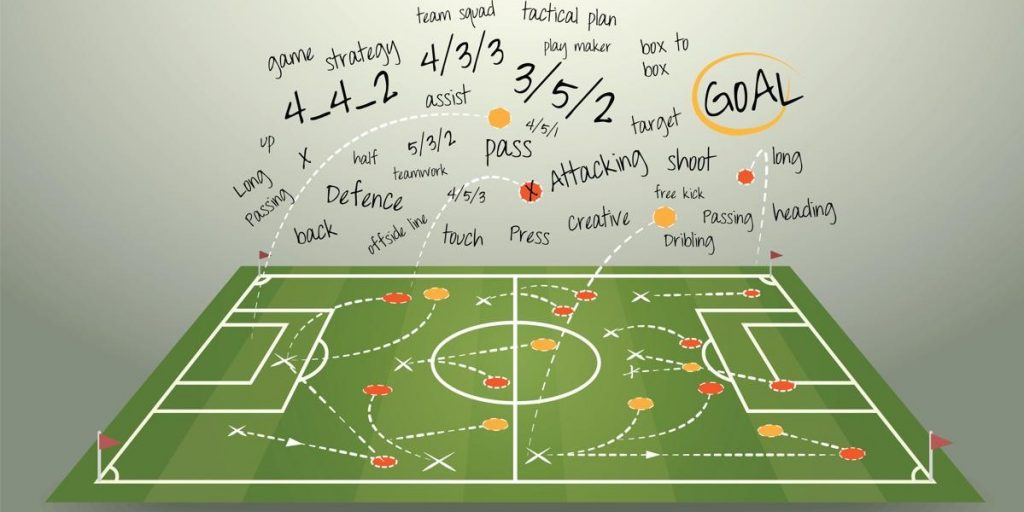 team squad
tactical plan
game
strategy
4/3/3
play maker
box to
box
4_4_2
assist
3/5/2
GOAL
up
x
half
5/3/2
4/5/1
pass
target
Long
Passing
teamwork
Defence
4/5/3
x
Attacking
shoot
long
free kick
back
offside line
touch
Press
creative
Passing
Dribling
heading